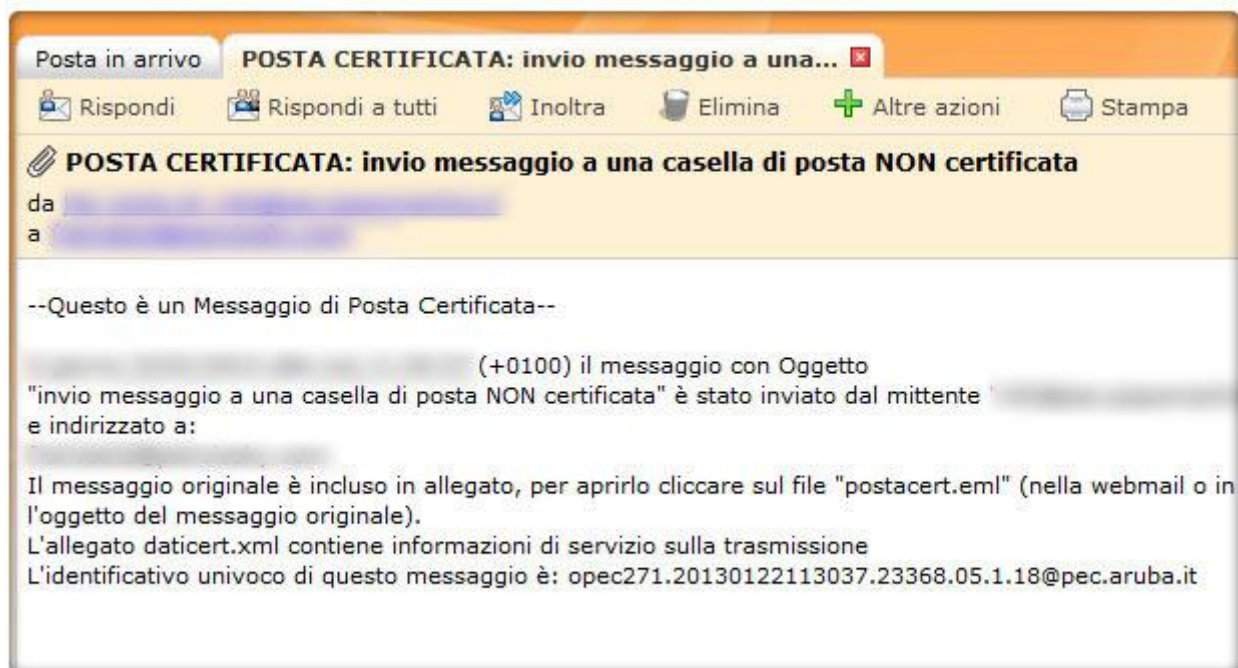 Posta in arrivo POSTA CERTIFICATA: invio messaggio a una...
Rispondi Rispondi a tutti Inoltra Elimina Altre azioni Stampa
POSTA CERTIFICATA: invio messaggio a una casella di posta NON certificata
da
a
--Questo è un Messaggio di Posta Certificata--
(+0100) il messaggio con Oggetto
"invio messaggio a una casella di posta NON certificata" è stato inviato dal mittente "
e indirizzato a:
Il messaggio originale è incluso in allegato, per aprirlo cliccare sul file "postacert.eml" (nella webmail o in
l'oggetto del messaggio originale).
L'allegato daticert.xml contiene informazioni di servizio sulla trasmissione
L'identificativo univoco di questo messaggio è: opec271.20130122113037.23368.05.1.18@pec.aruba.it